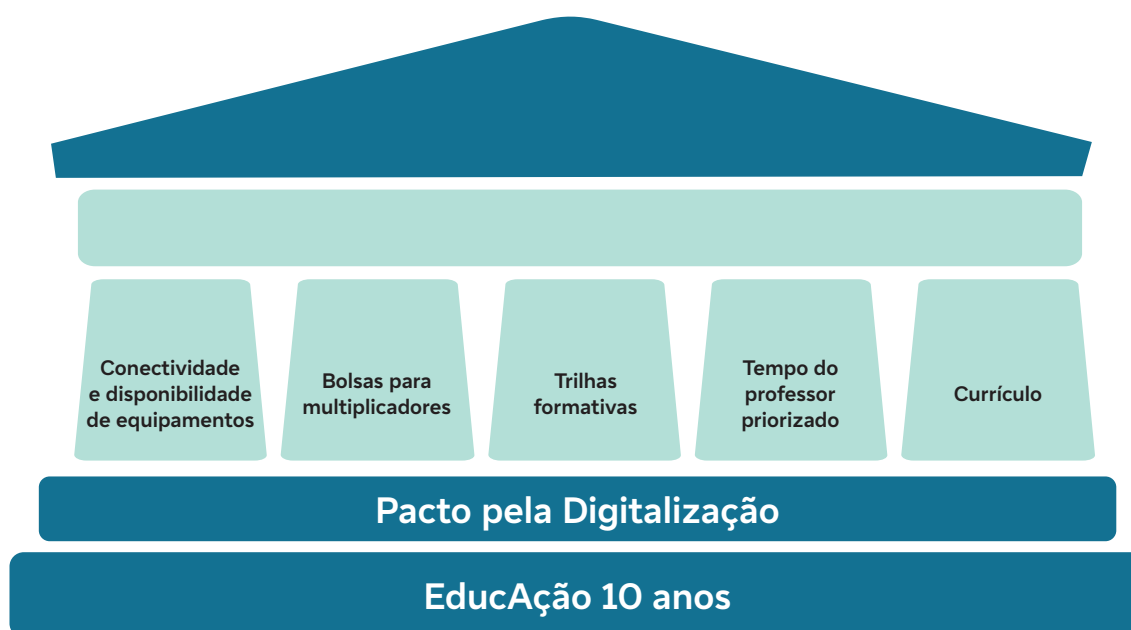 Conectividade
e disponibilidade
de equipamentos
Bolsas para
multiplicadores
Trilhas
formativas
Tempo do
professor
priorizado
Currículo
Pacto pela Digitalização
EducAção 10 anos